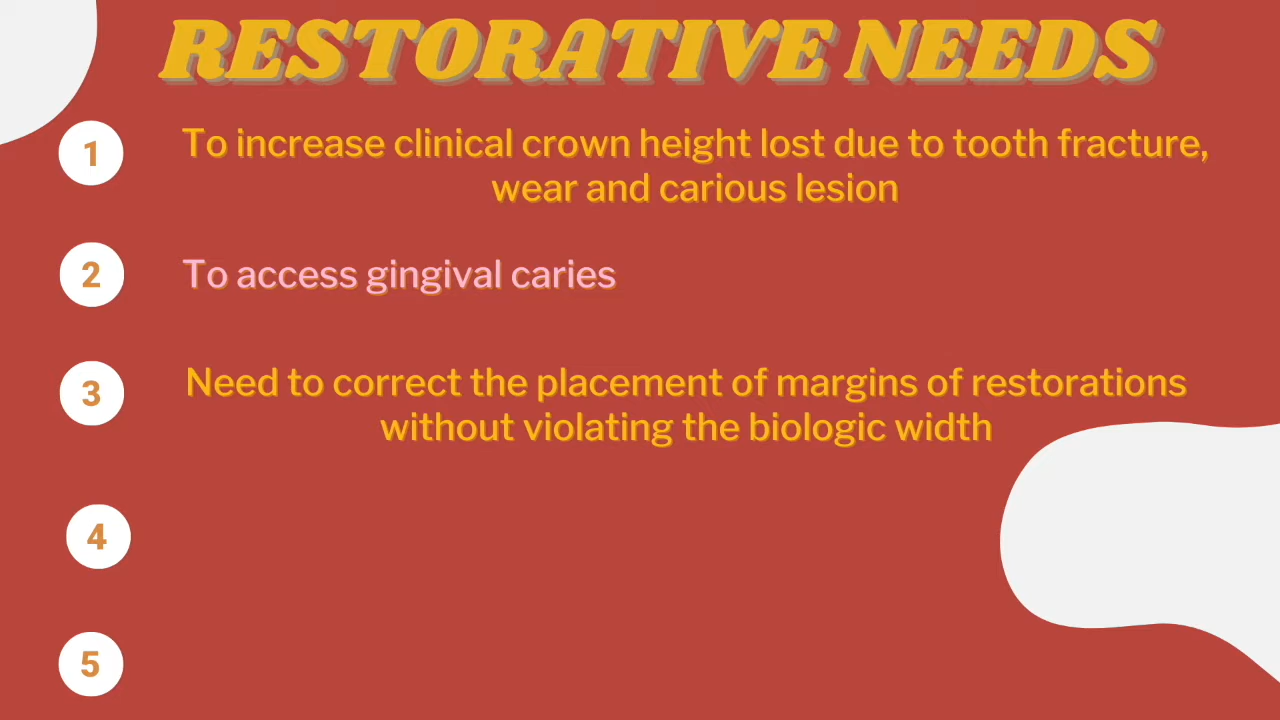 RESTORATIVE NEEDS
1
To increase clinical crown height lost due to tooth fracture,
wear and carious lesion
2
To access gingival caries
3
Need to correct the placement of margins of restorations
without violating the biologic width
4
5